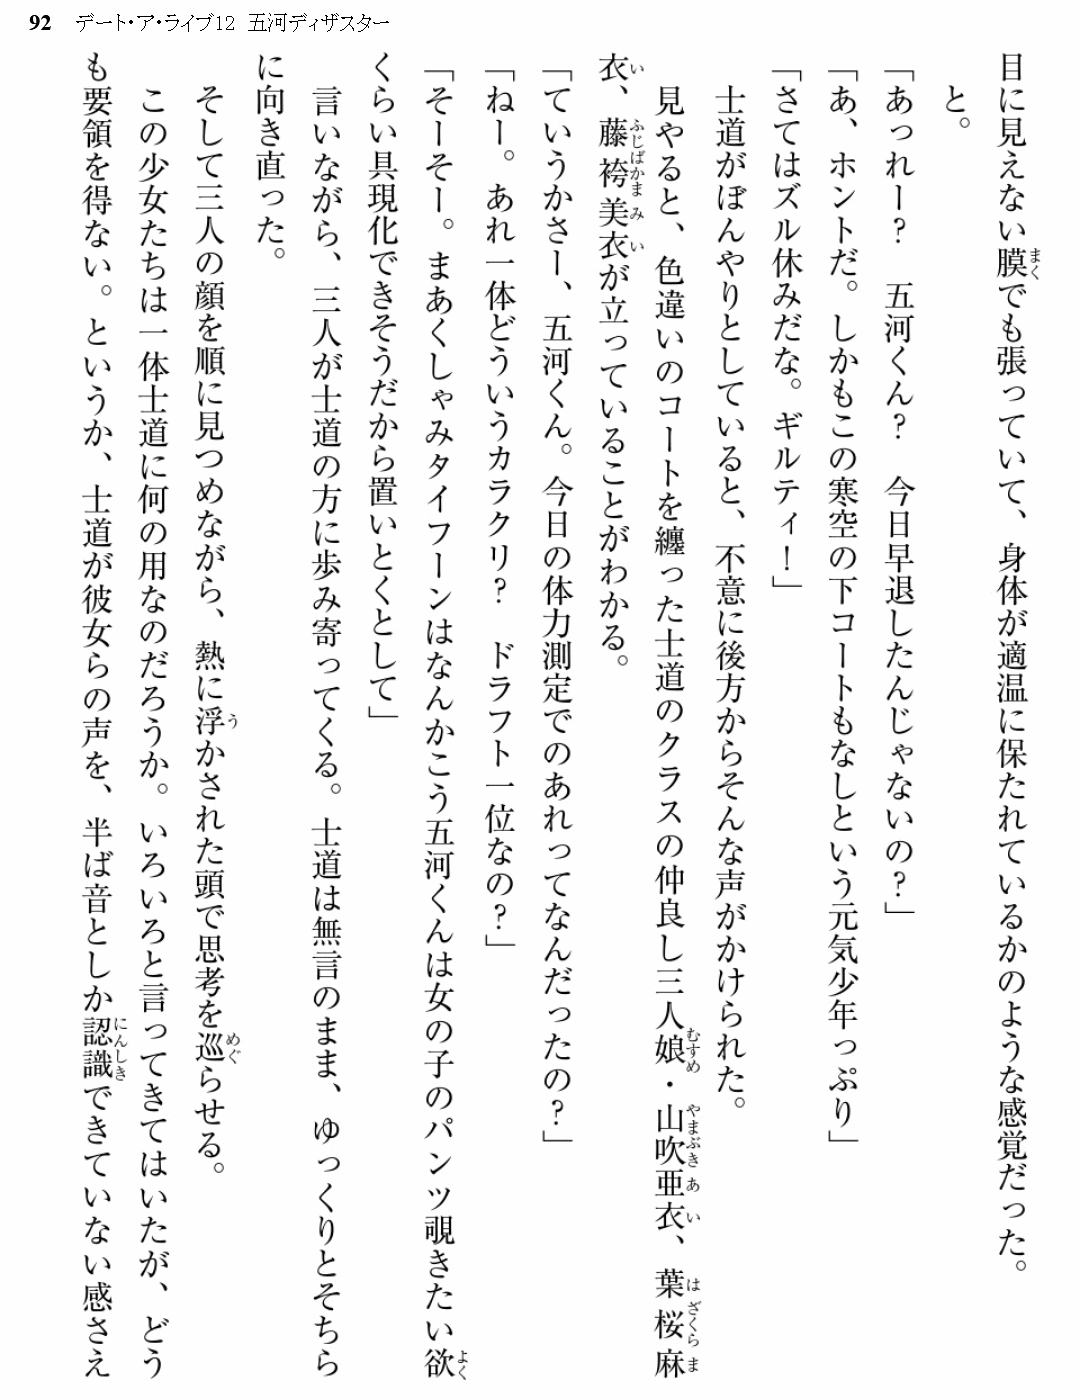 92 デート・ア・ライブ12 五河ディザスター
目に見えない膜でも張っていて、身体が適温に保たれているかのような感覚だった。
と。
「あっれー？ 五河くん？ 今日早退したんじゃないの？」
「あ、ホントだ。しかもこの寒空の下コートもなしという元気少年っぷり」
「さてはズル休みだな。ギルティ！」
士道がぼんやりとしていると、不意に後方からそんな声がかけられた。
見やると、色違いのコートを纏った士道のクラスの仲良し三人娘・山吹亜衣、葉桜麻
衣、藤袴美衣が立っていることがわかる。
「ていうかさー、五河くん。今日の体力測定でのあれってなんだったの？」
「ねー。あれ一体どういうカラクリ？ ドラフト一位なの？」
「そーそー。まあくしゃみタイフーンはなんかこう五河くんは女の子のパンツ覗きたい欲
くらい具現化できそうだから置いとくとして」
言いながら、三人が士道の方に歩み寄ってくる。士道は無言のまま、ゆっくりとそちら
に向き直った。
そして三人の顔を順に見つめながら、熱に浮かされた頭で思考を巡らせる。
この少女たちは一体士道に何の用なのだろうか。いろいろと言ってきてはいたが、どう
も要領を得ない。というか、士道が彼女らの声を、半ば音としか認識できていない感さえ